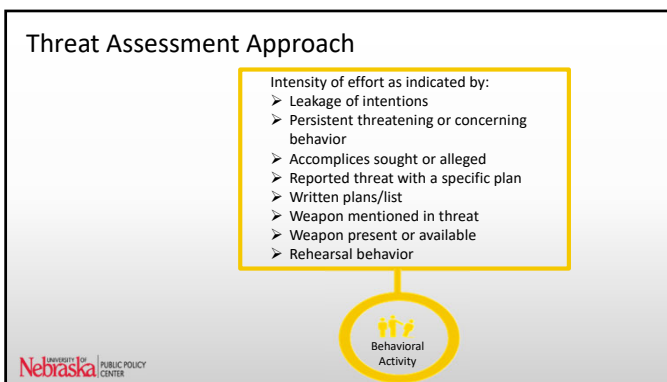 Threat Assessment Approach
Intensity of effort as indicated by:
➢ Leakage of intentions
➢ Persistent threatening or concerning
behavior
➢ Accomplices sought or alleged
➢ Reported threat with a specific plan
➢ Written plans/list
➢ Weapon mentioned in threat
➢ Weapon present or available
➢ Rehearsal behavior
Behavioral
Activity
UNIVERSITY OF
Nebraska
PUBLIC POLICY
CENTER